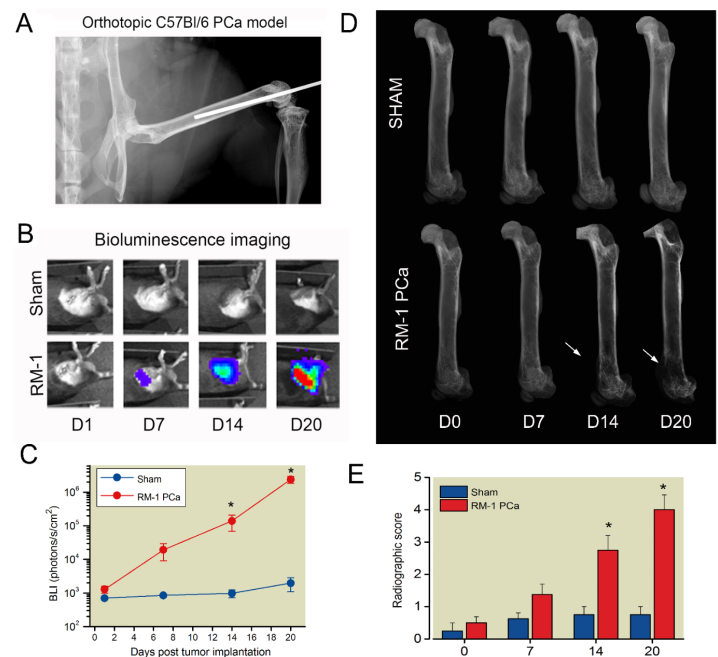 A
Orthotopic C57Bl/6 PCa model
B
Bioluminescence imaging
Sham
RM-1
D1 D7 D14 D20
C
Sham
RM-1 PCa
*
*
BLI (photons/s/cm²)
10⁶
10⁵
10⁴
10³
10²
0 2 4 6 8 10 12 14 16 18 20
Days post tumor implantation
D
SHAM
RM-1 PCa
D0 D7 D14 D20
E
Sham
RM-1 PCa
*
*
Radiographic score
5
4
3
2
1
0
0 7 14 20